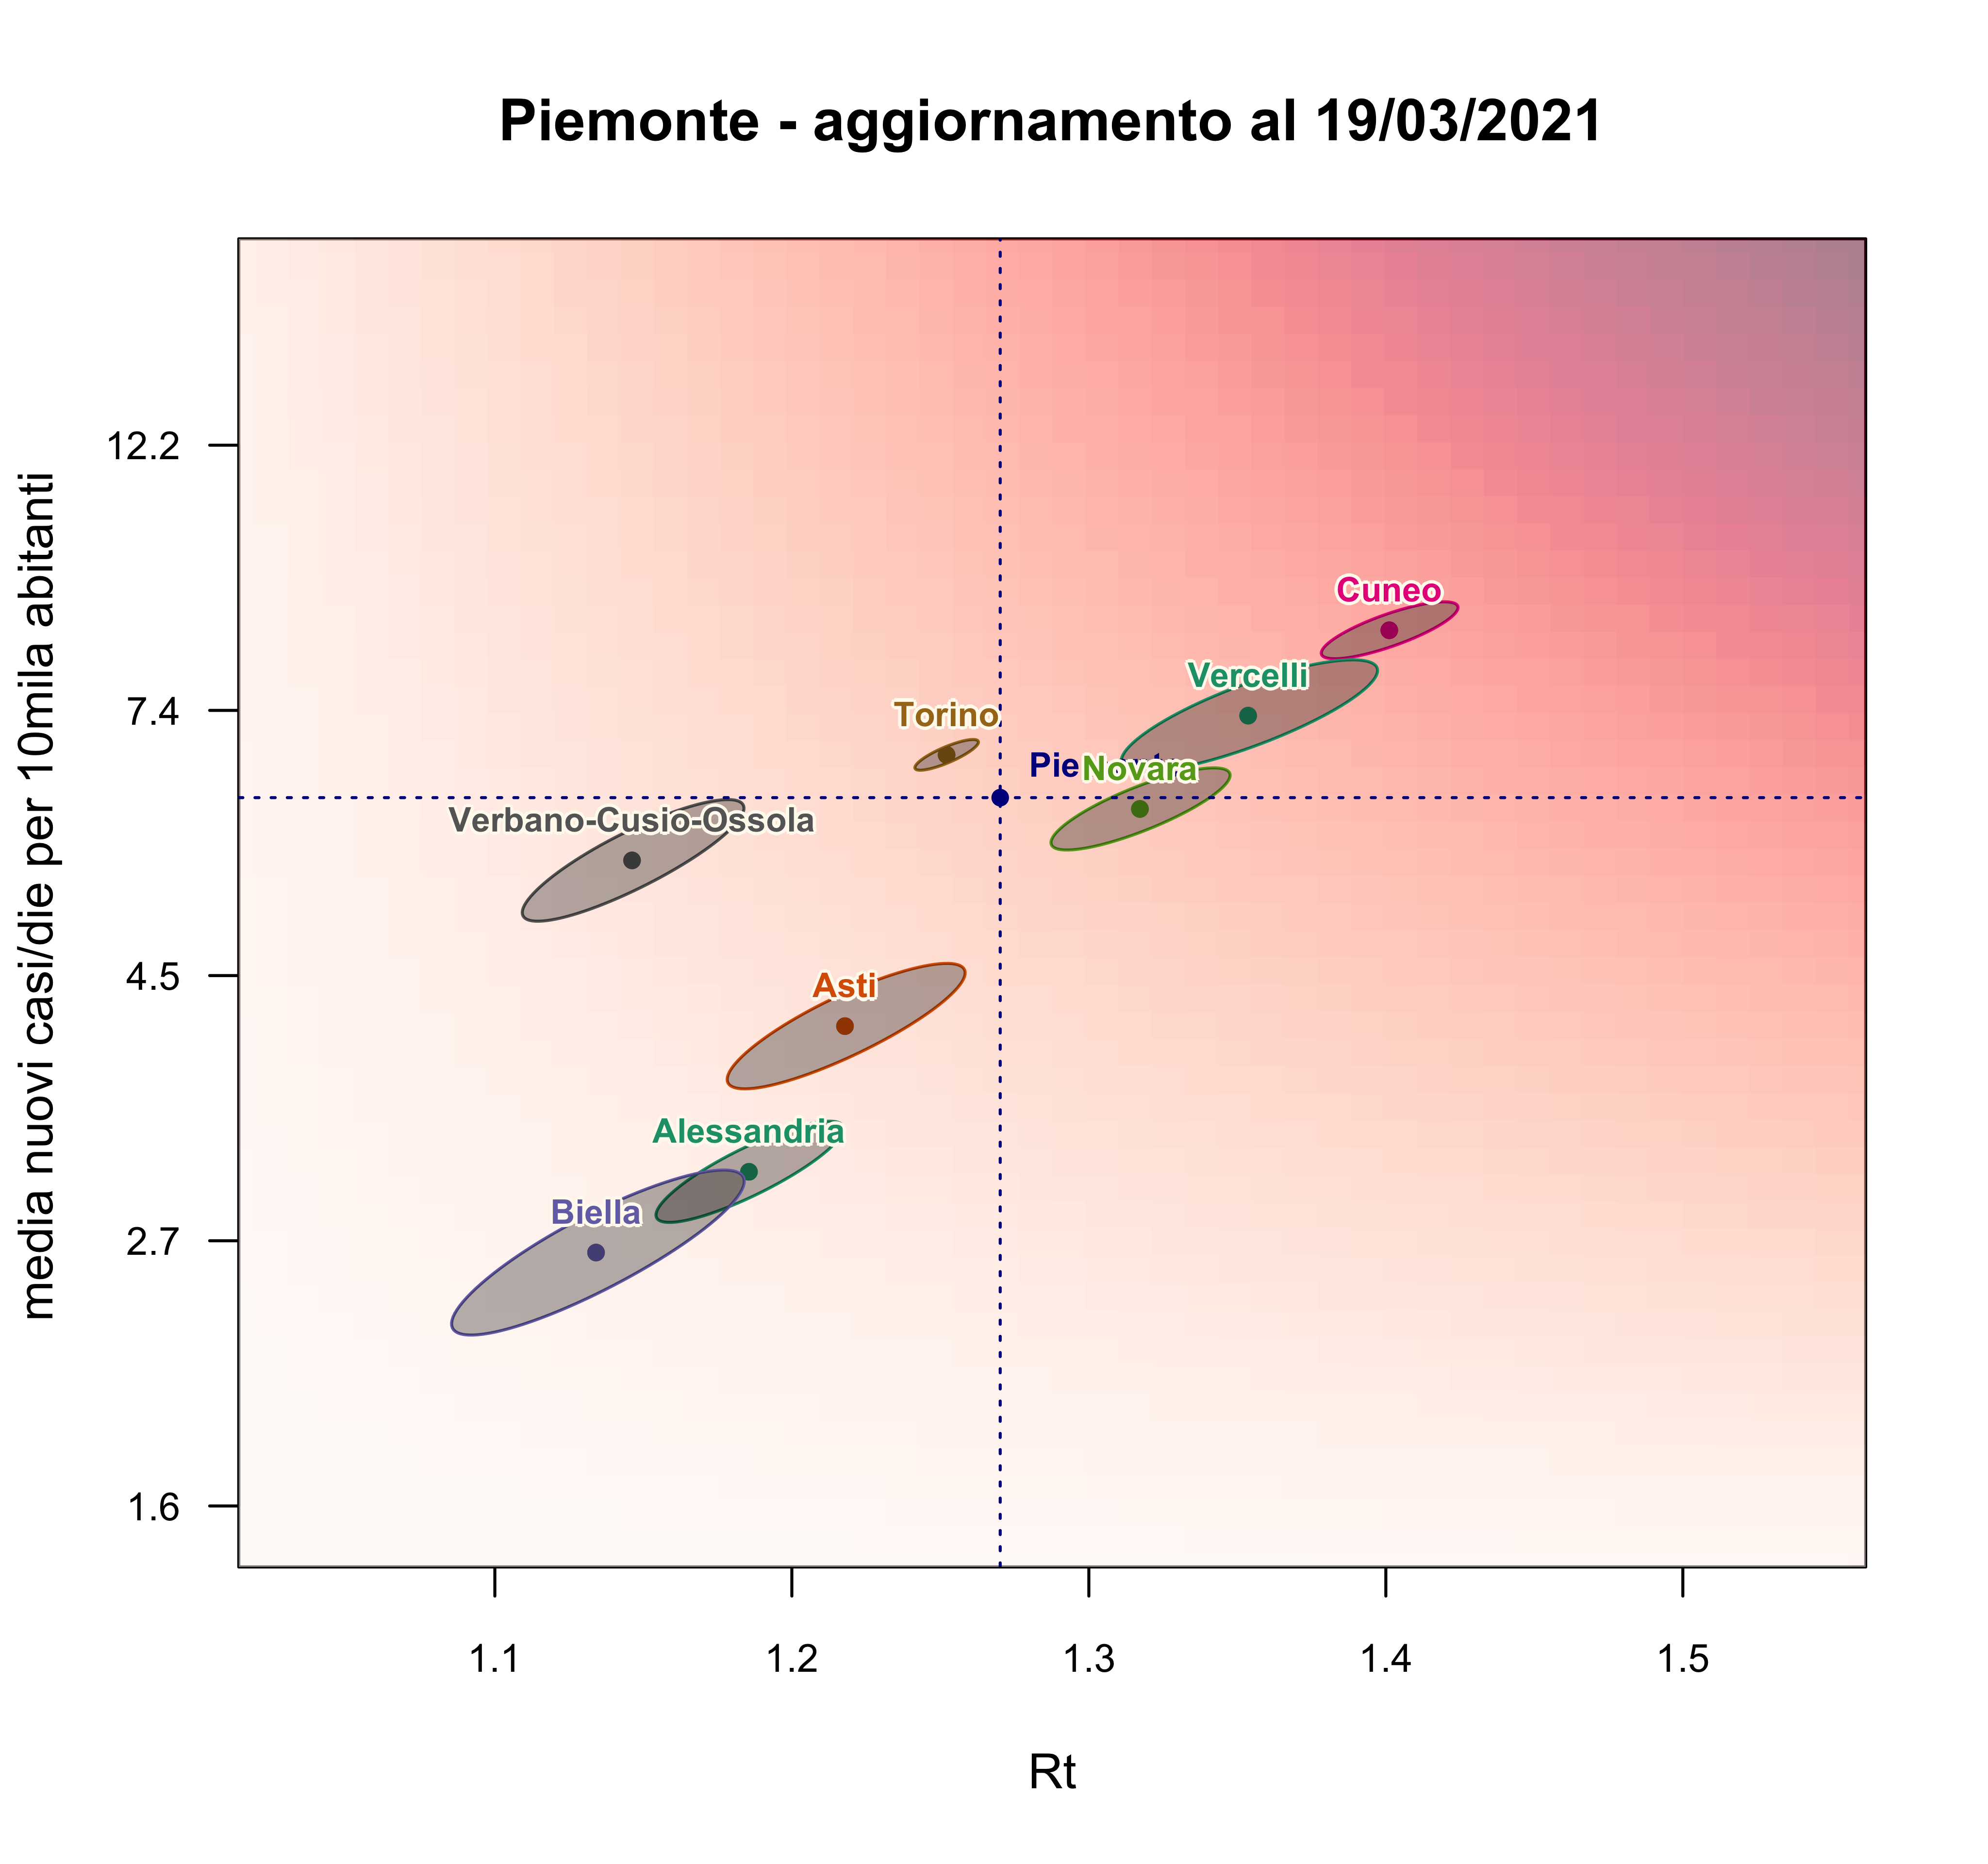 Piemonte - aggiornamento al 19/03/2021
media nuovi casi/die per 10mila abitanti
12.2
7.4
4.5
2.7
1.6
Cuneo
Vercelli
Torino
Novara
Verbano-Cusio-Ossola
Asti
Alessandria
Biella
1.1
1.2
1.3
1.4
1.5
Rt